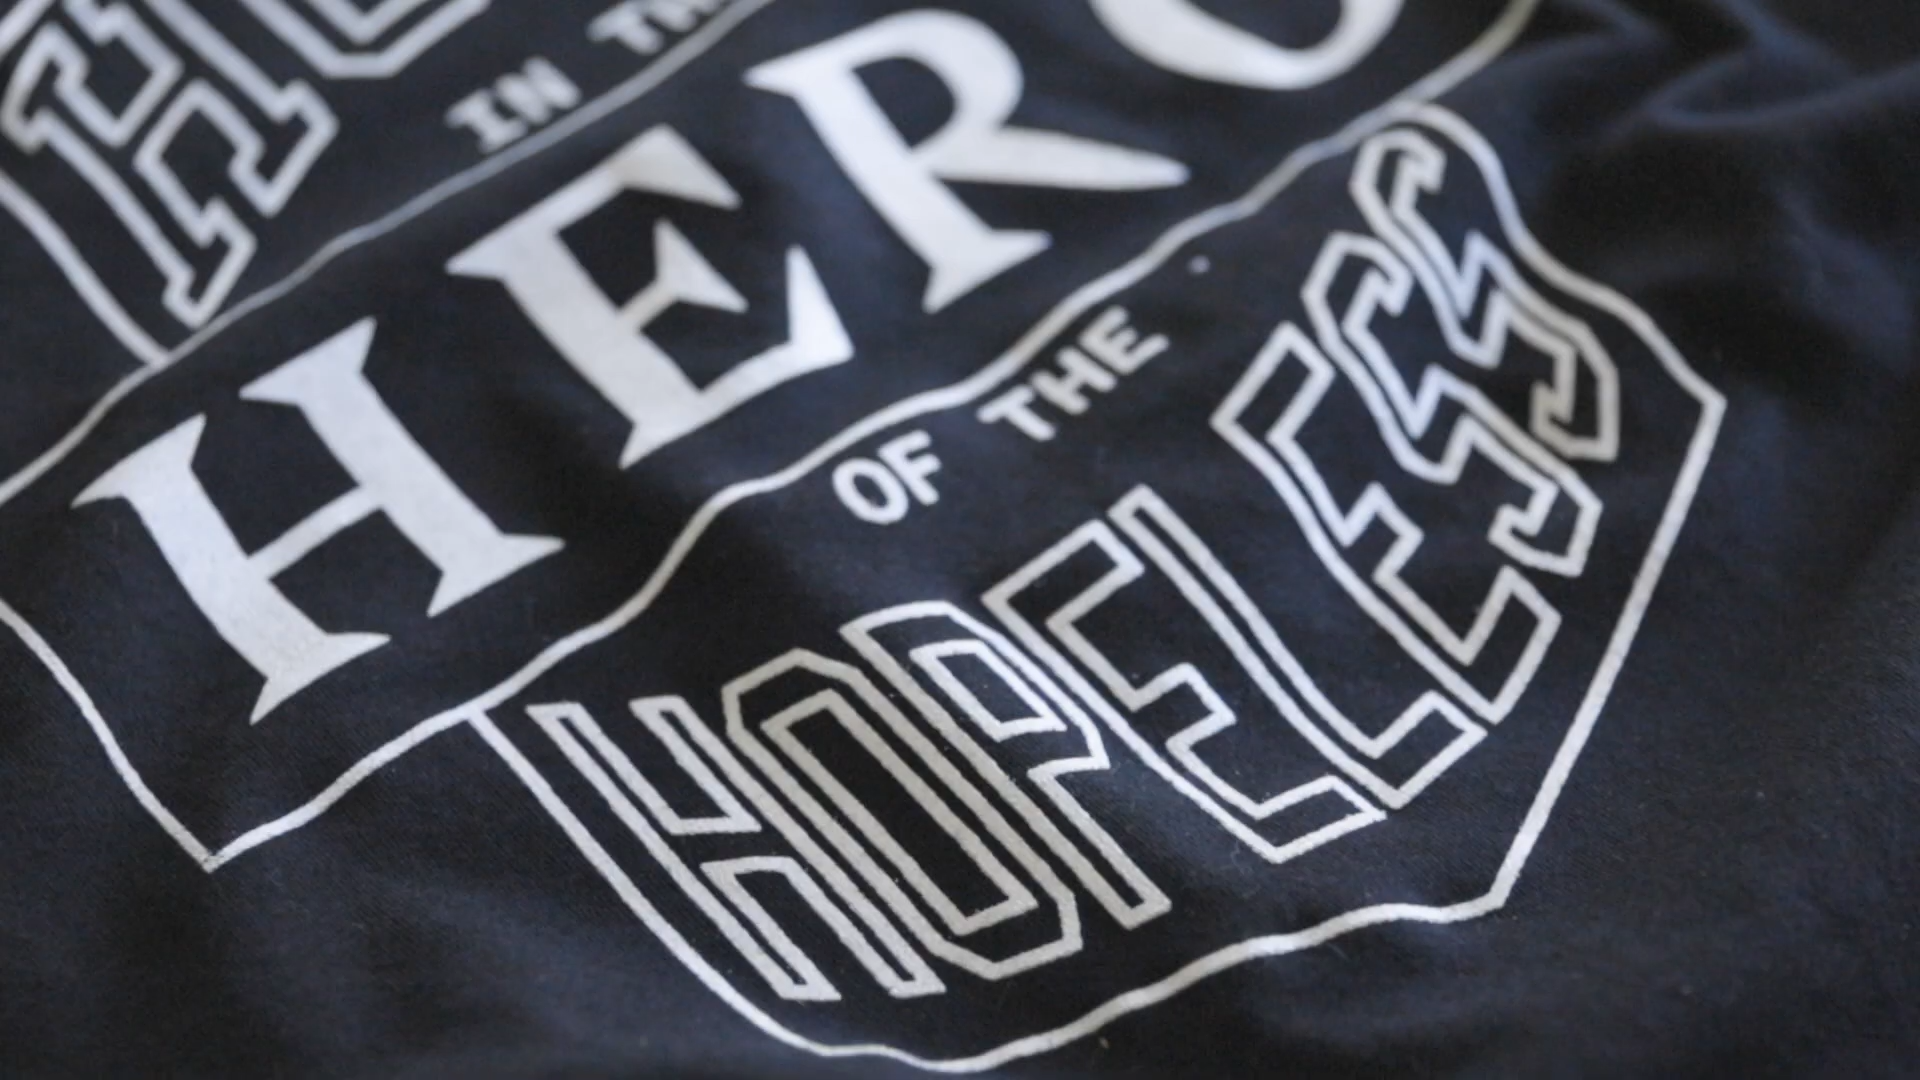 IN THE
HERO
OF THE
HOPELESS